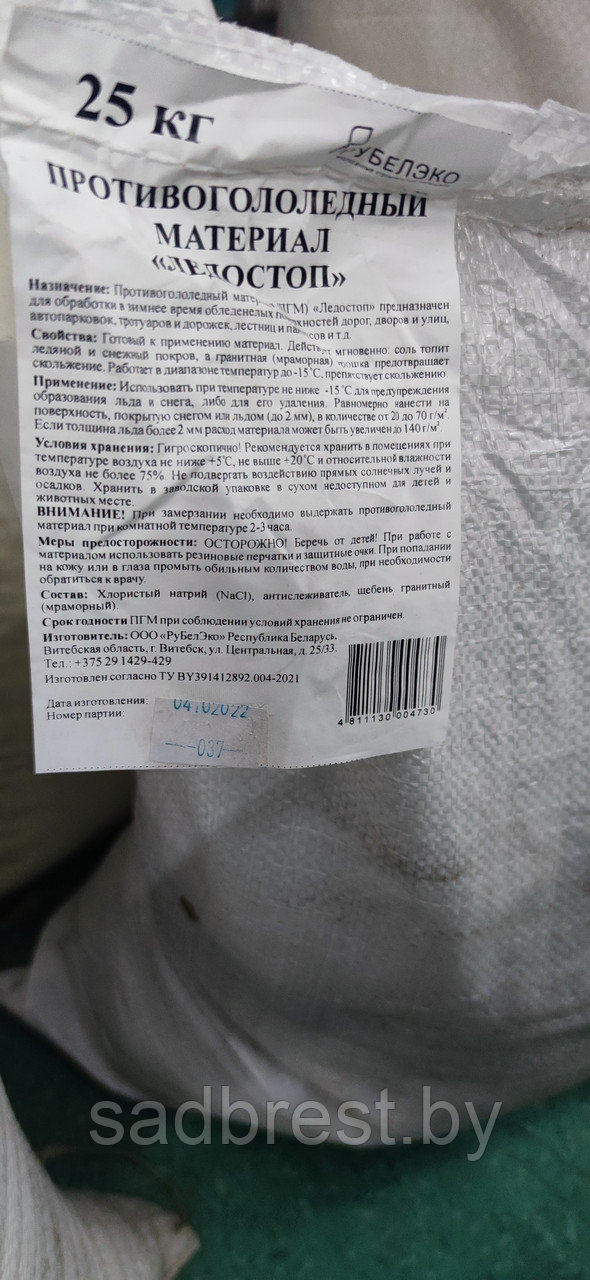 25 кг
РУБЕЛЭКО
ПРОТИВОГОЛОЛЕДНЫЙ
МАТЕРИАЛ
«ЛЕДОСТОП»
Назначение: Противогололедный мате (ПГМ) «Ледостоп» предназначен
для обработки в зимнее время обледенелых п хностей дорог, дворов и улиц,
автопарковок, тротуаров и дорожек, лестниц и па сов и т.д.
Свойства: Готовый к применению материал. Действ т мгновенно: соль топит
ледяной и снежный покров, а гранитная (мраморная) крошка предотвращает
скольжение. Работает в диапазоне температур до -15˚С, препятствует скольжению.
Применение: Использовать при температуре не ниже -15˚С для предупреждения
образования льда и снега, либо для его удаления. Равномерно нанести на
поверхность, покрытую снегом или льдом (до 2 мм), в количестве от 20 до 70 г/м²
Если толщина льда более 2 мм расход материала может быть увеличен до 140 г/м².
Условия хранения: Гигроскопично! Рекомендуется хранить в помещениях при
температуре воздуха не ниже +5˚С, не выше +20˚С и относительной влажности
воздуха не более 75%. Не подвергать воздействию прямых солнечных лучей и
осадков. Хранить в заводской упаковке в сухом недоступном для детей и
животных месте.
ВНИМАНИЕ! При замерзании необходимо выдержать противогололедный
материал при комнатной температуре 2-3 часа.
Меры предосторожности: ОСТОРОЖНО! Беречь от детей! При работе с
материалом использовать резиновые перчатки и защитные очки. При попадании
на кожу или в глаза промыть обильным количеством воды, при необходимости
обратиться к врачу.
Состав: Хлористый натрий (NaCl), антислеживатель, щебень гранитный
(мраморный).
Срок годности ПГМ при соблюдении условий хранения не ограничен.
Изготовитель: ООО «РуБелЭко» Республика Беларусь,
Витебская область, г. Витебск, ул. Центральная, д. 25/33.
Тел.: +375 29 1429-429
Изготовлен согласно ТУ BY391412892.004-2021
Дата изготовления: 04102022
Номер партии: —037—
4 811130 004730
sadbrest.by